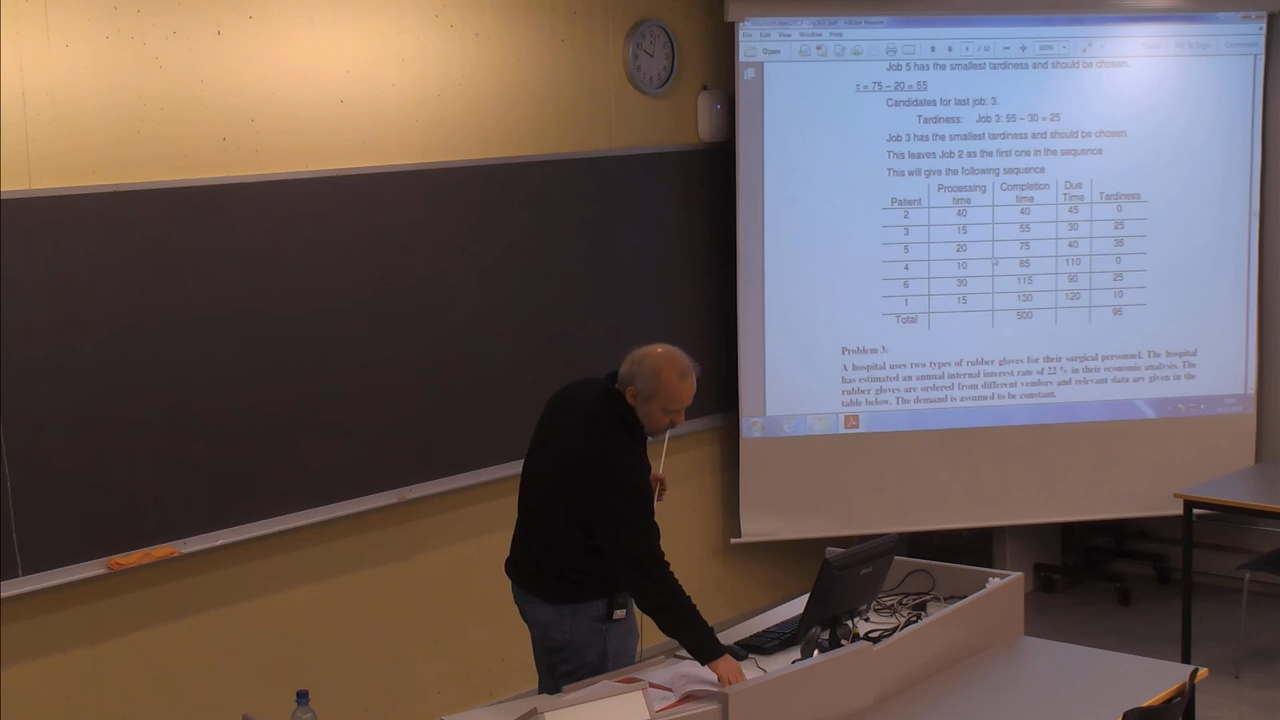 File Edit View Window Help
Open
Job 5 has the smallest tardiness and should be chosen.
τ = 75 – 20 = 55
Candidates for last job: 3.
Tardiness: Job 3: 55 – 30 = 25
Job 3 has the smallest tardiness and should be chosen.
This leaves Job 2 as the first one in the sequence
This will give the following sequence
Patient Processing time Completion time Due Time Tardiness
2 40 40 45 0
3 15 55 30 25
5 20 75 40 35
4 10 85 110 0
6 30 115 90 25
1 15 130 120 10
Total 500 95
Problem 3:
A hospital uses two types of rubber gloves for their surgical personnel. The hospital
has estimated an annual internal interest rate of 22 % in their economic analysis. The
rubber gloves are ordered from different vendors and relevant data are given in the
table below. The demand is assumed to be constant.